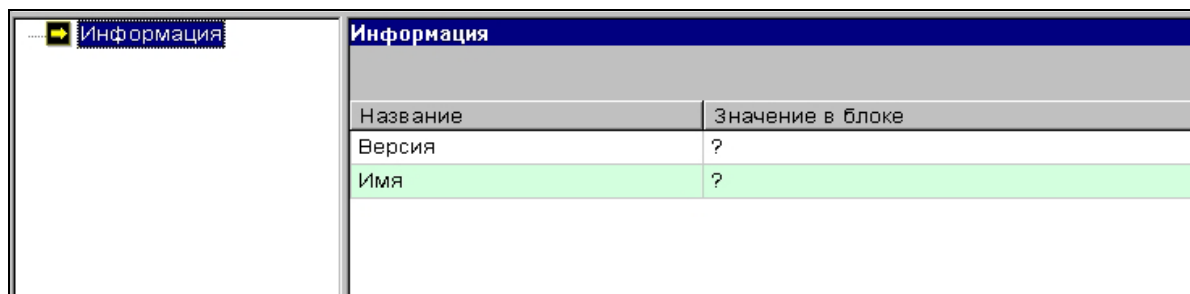 Информация
Информация
Название Значение в блоке
Версия ?
Имя ?